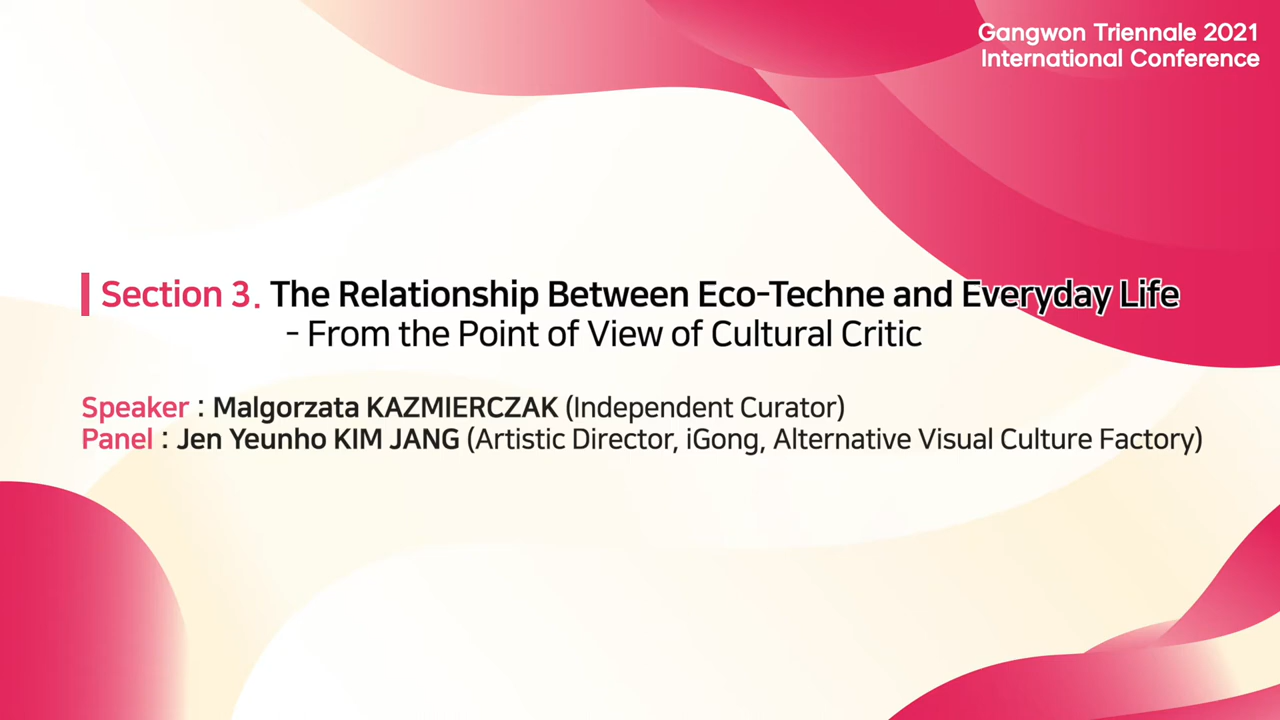 Gangwon Triennale 2021
International Conference
Section 3. The Relationship Between Eco-Techne and Everyday Life
- From the Point of View of Cultural Critic
Speaker : Malgorzata KAZMIERCZAK (Independent Curator)
Panel : Jen Yeunho KIM JANG (Artistic Director, iGong, Alternative Visual Culture Factory)